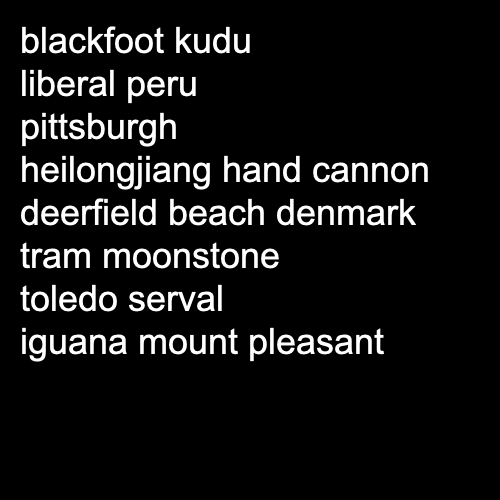 blackfoot kudu
liberal peru
pittsburgh
heilongjiang hand cannon
deerfield beach denmark
tram moonstone
toledo serval
iguana mount pleasant